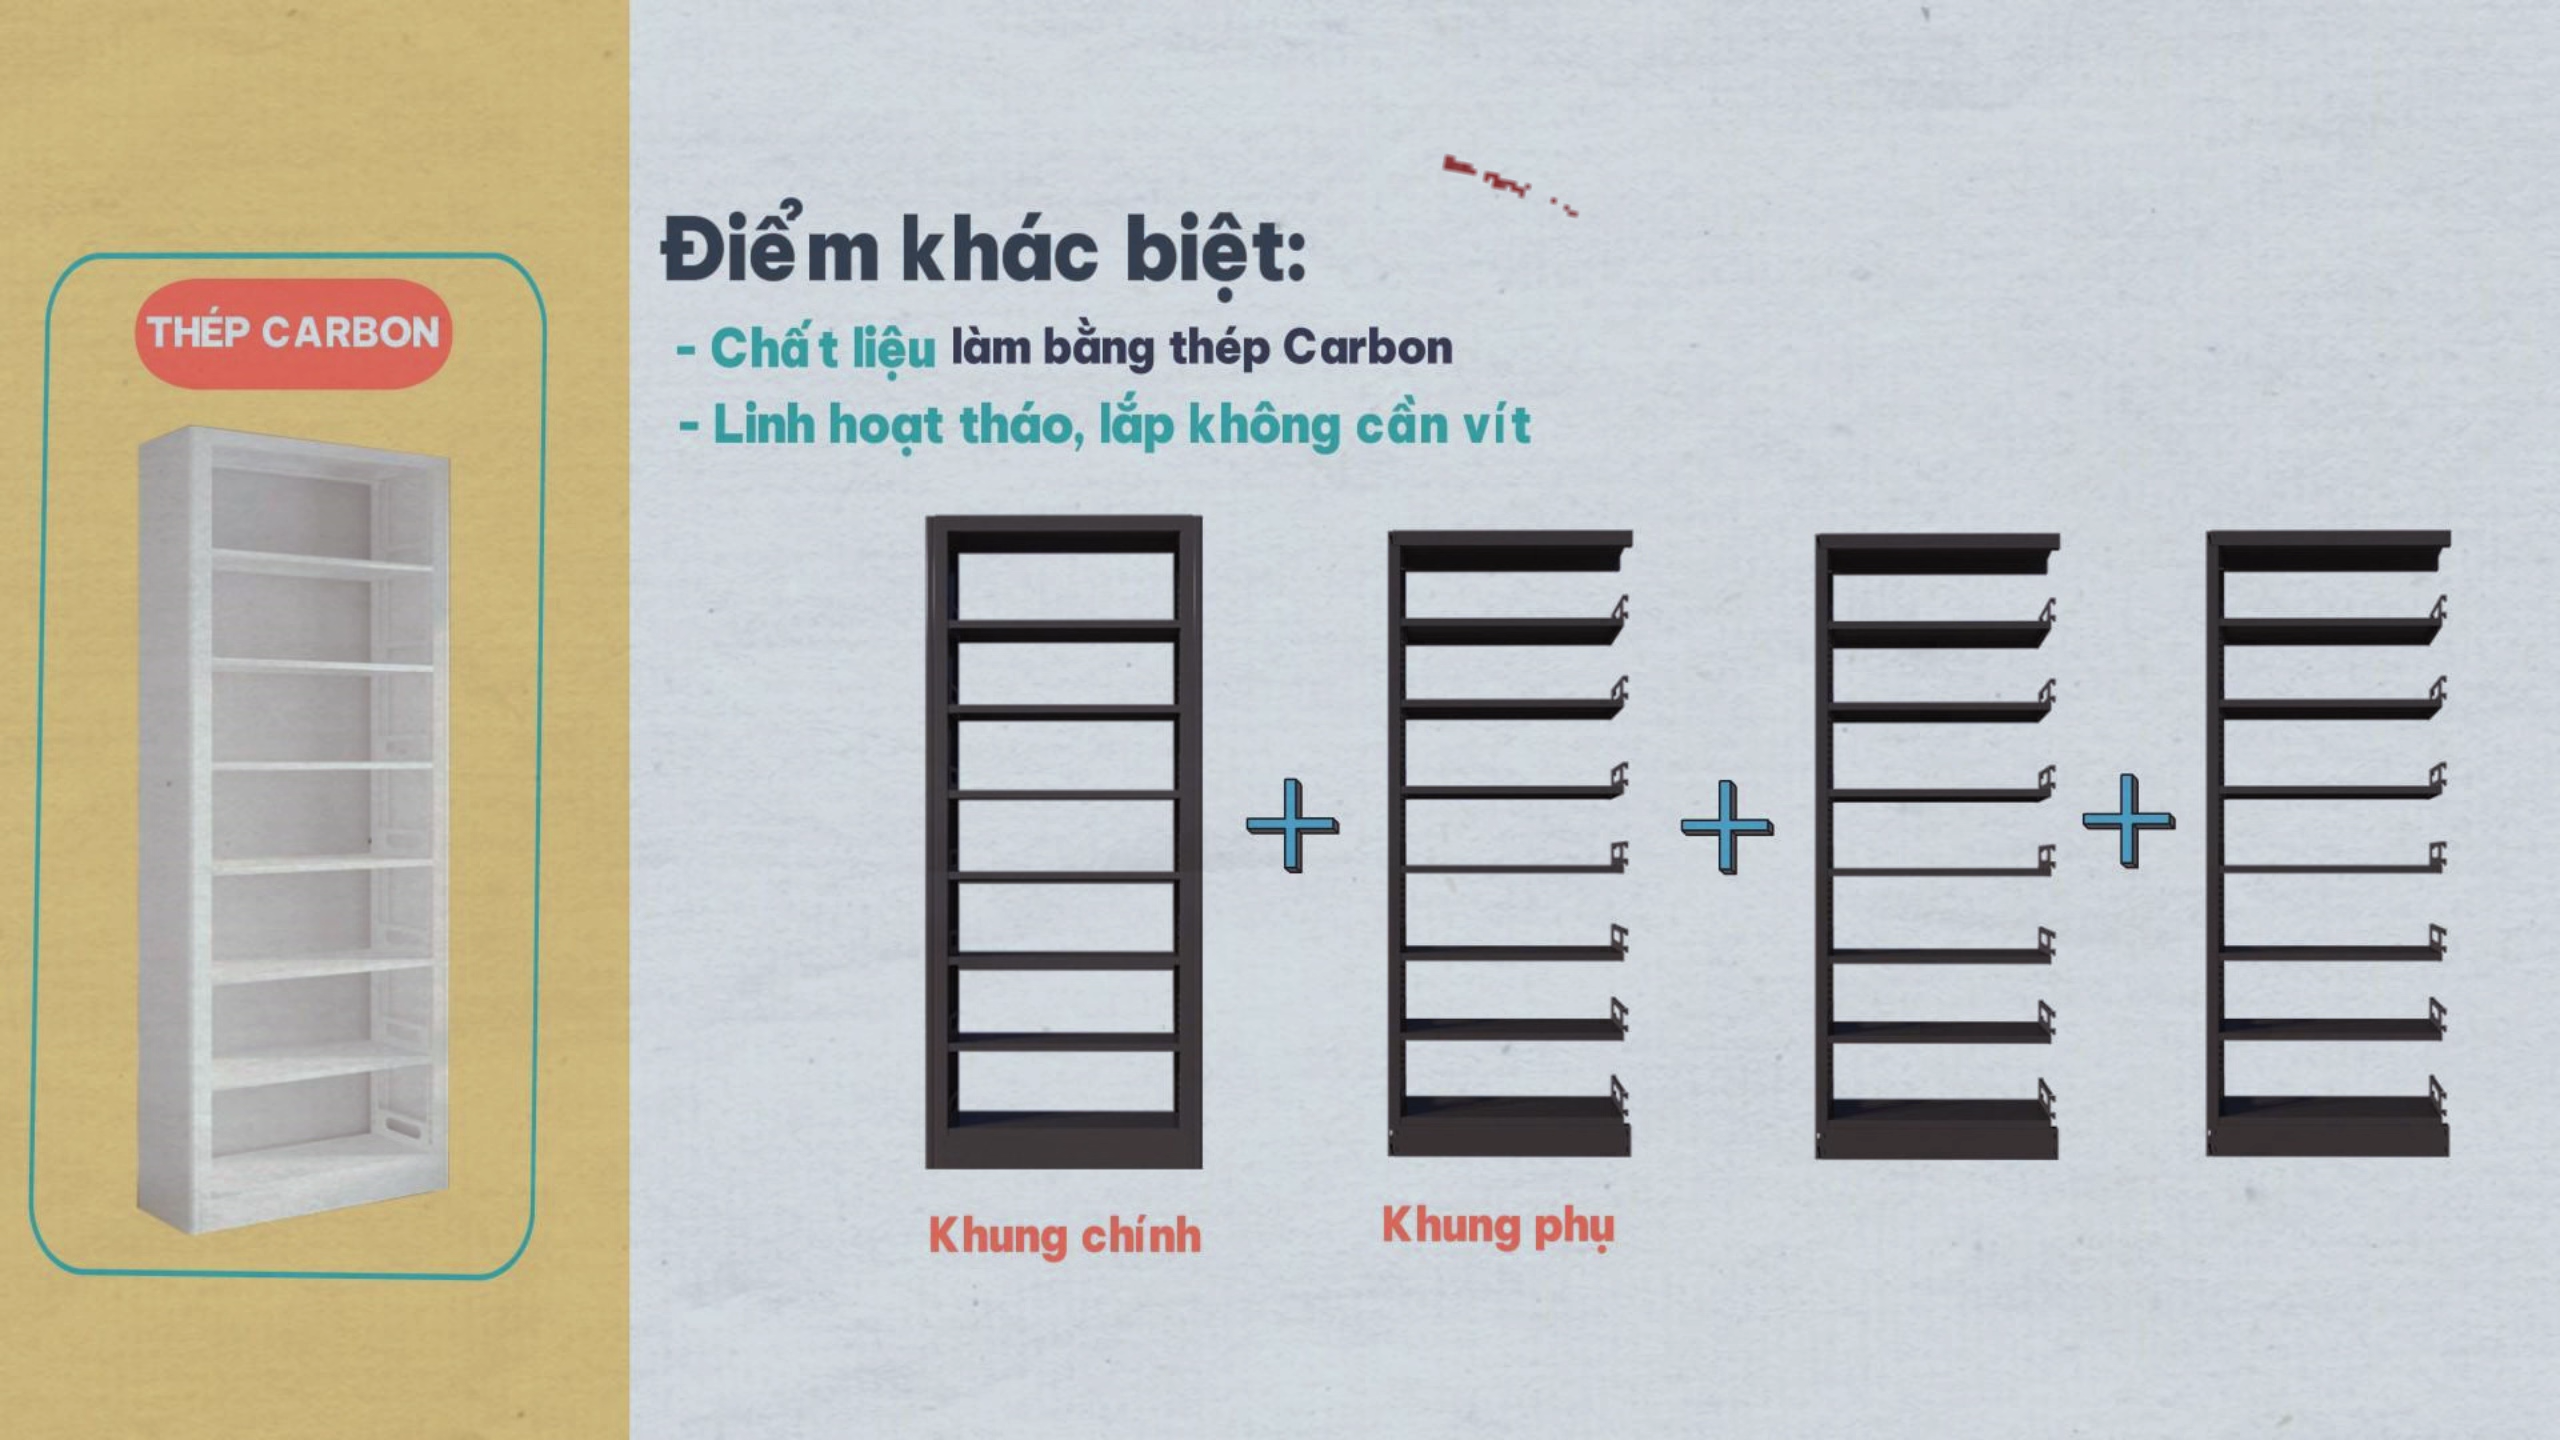 THÉP CARBON
Điểm khác biệt:
- Chất liệu làm bằng thép Carbon
- Linh hoạt tháo, lắp không cần vít
Khung chính
Khung phụ